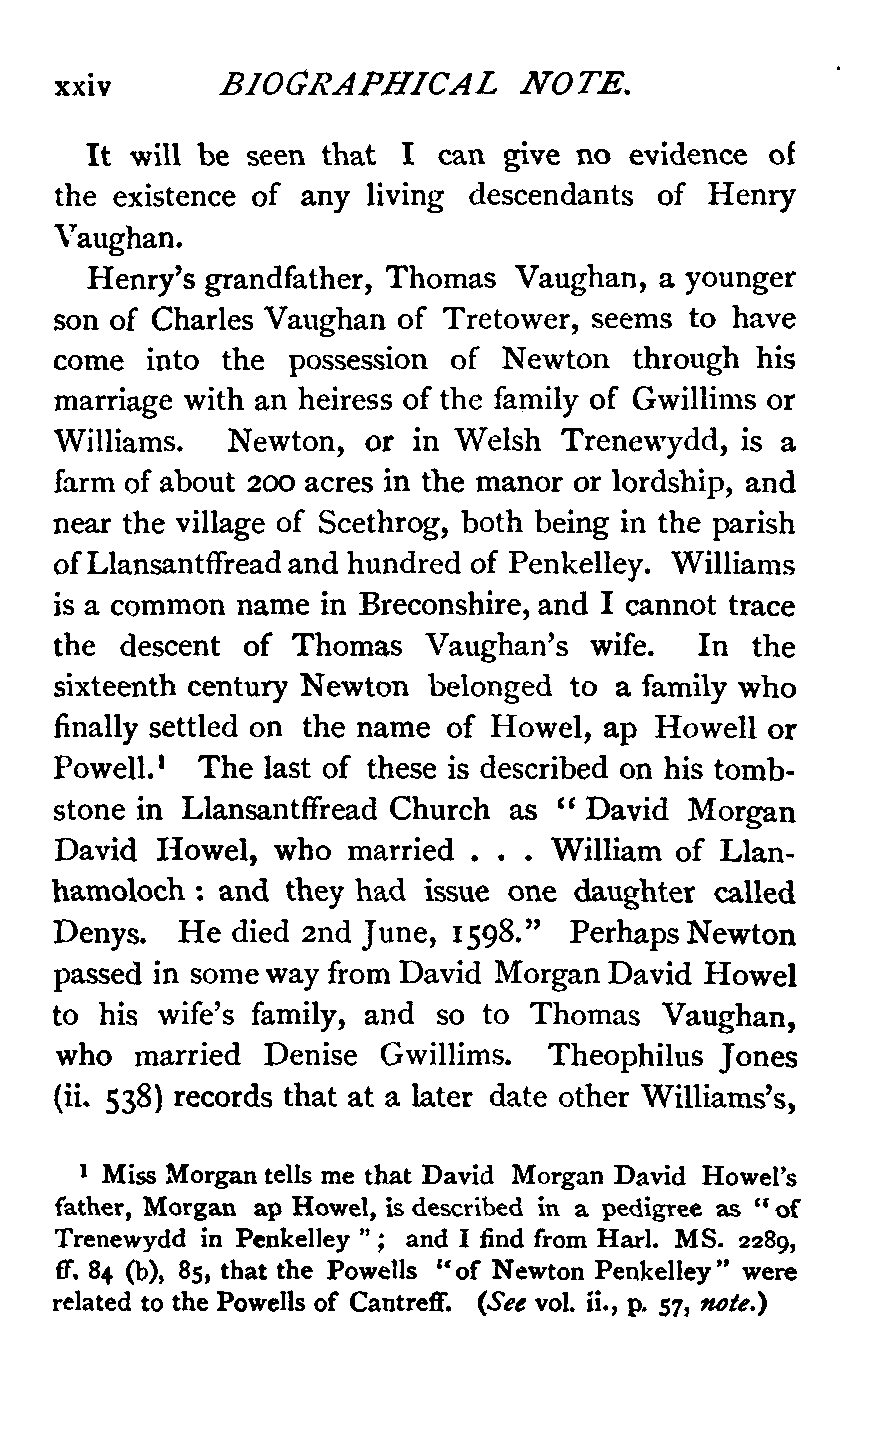 xxiv BIOGRAPHICAL NOTE.
It will be seen that I can give no evidence of
the existence of any living descendants of Henry
Vaughan.
Henry's grandfather, Thomas Vaughan, a younger
son of Charles Vaughan of Tretower, seems to have
come into the possession of Newton through his
marriage with an heiress of the family of Gwillims or
Williams. Newton, or in Welsh Trenewydd, is a
farm of about 200 acres in the manor or lordship, and
near the village of Scethrog, both being in the parish
of Llansantffread and hundred of Penkelley. Williams
is a common name in Breconshire, and I cannot trace
the descent of Thomas Vaughan's wife. In the
sixteenth century Newton belonged to a family who
finally settled on the name of Howel, ap Howell or
Powell.¹ The last of these is described on his tomb-
stone in Llansantffread Church as “ David Morgan
David Howel, who married . . . William of Llan-
hamoloch : and they had issue one daughter called
Denys. He died 2nd June, 1598.” Perhaps Newton
passed in some way from David Morgan David Howel
to his wife's family, and so to Thomas Vaughan,
who married Denise Gwillims. Theophilus Jones
(ii. 538) records that at a later date other Williams's,
¹ Miss Morgan tells me that David Morgan David Howel's
father, Morgan ap Howel, is described in a pedigree as “ of
Trenewydd in Penkelley ” ; and I find from Harl. MS. 2289,
ff. 84 (b), 85, that the Powells “of Newton Penkelley” were
related to the Powells of Cantreff. (See vol. ii., p. 57, note.)